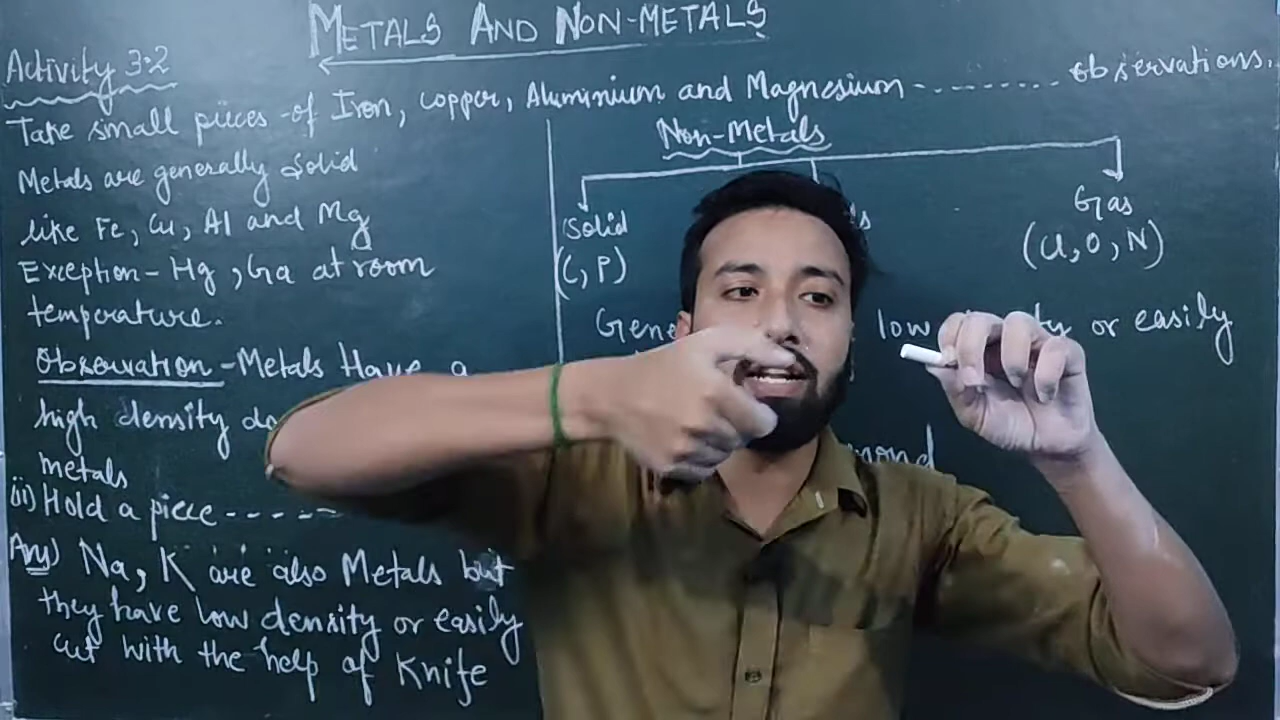 METALS AND NON-METALS
Activity 3.2
Take small pieces of Iron, copper, Aluminium and Magnesium - - - - - - - - observations.
Metals are generally Solid
like Fe, Cu, Al and Mg
Exception - Hg, Ga at room
temperature.
Observation - Metals Have a
high density
metals
ii) Hold a piece - - - - -
Ans) Na, K are also Metals but
they have low density or easily
cut with the help of Knife
Non-Metals
Solid
(C, P)
Gas
(Cl, O, N)
low or easily